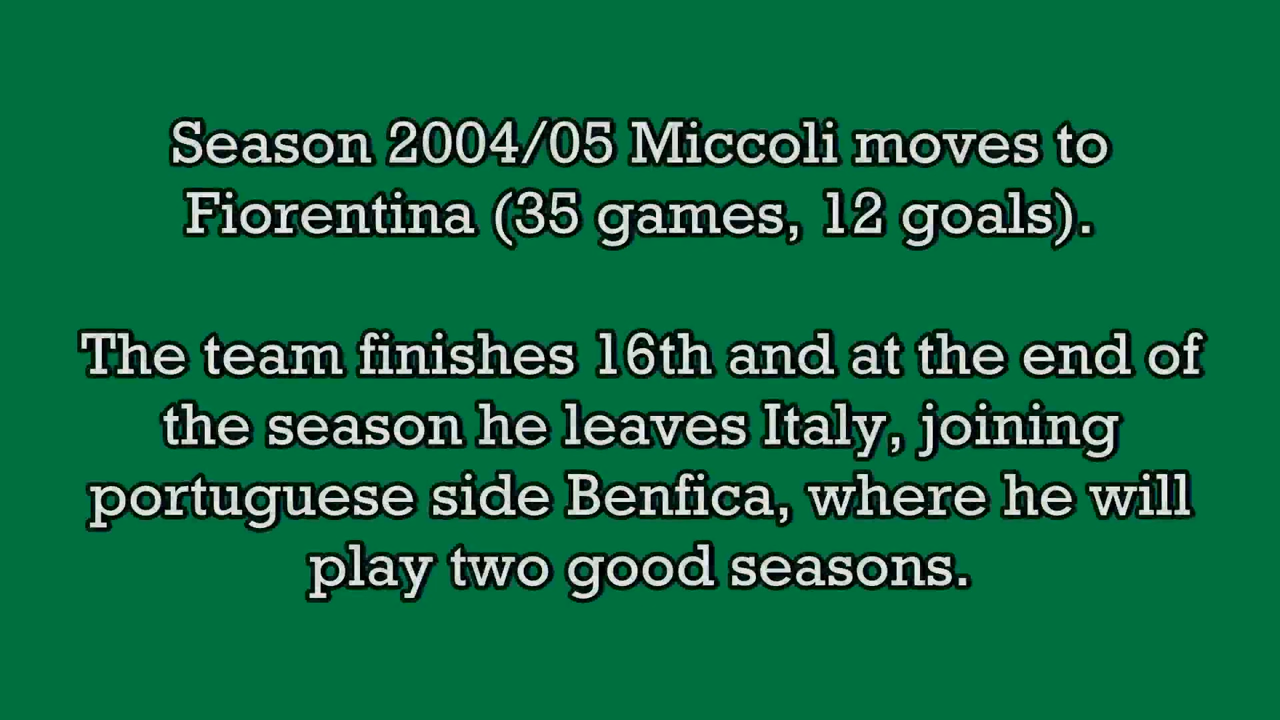 Season 2004/05 Miccoli moves to
Fiorentina (35 games, 12 goals).
The team finishes 16th and at the end of
the season he leaves Italy, joining
portuguese side Benfica, where he will
play two good seasons.